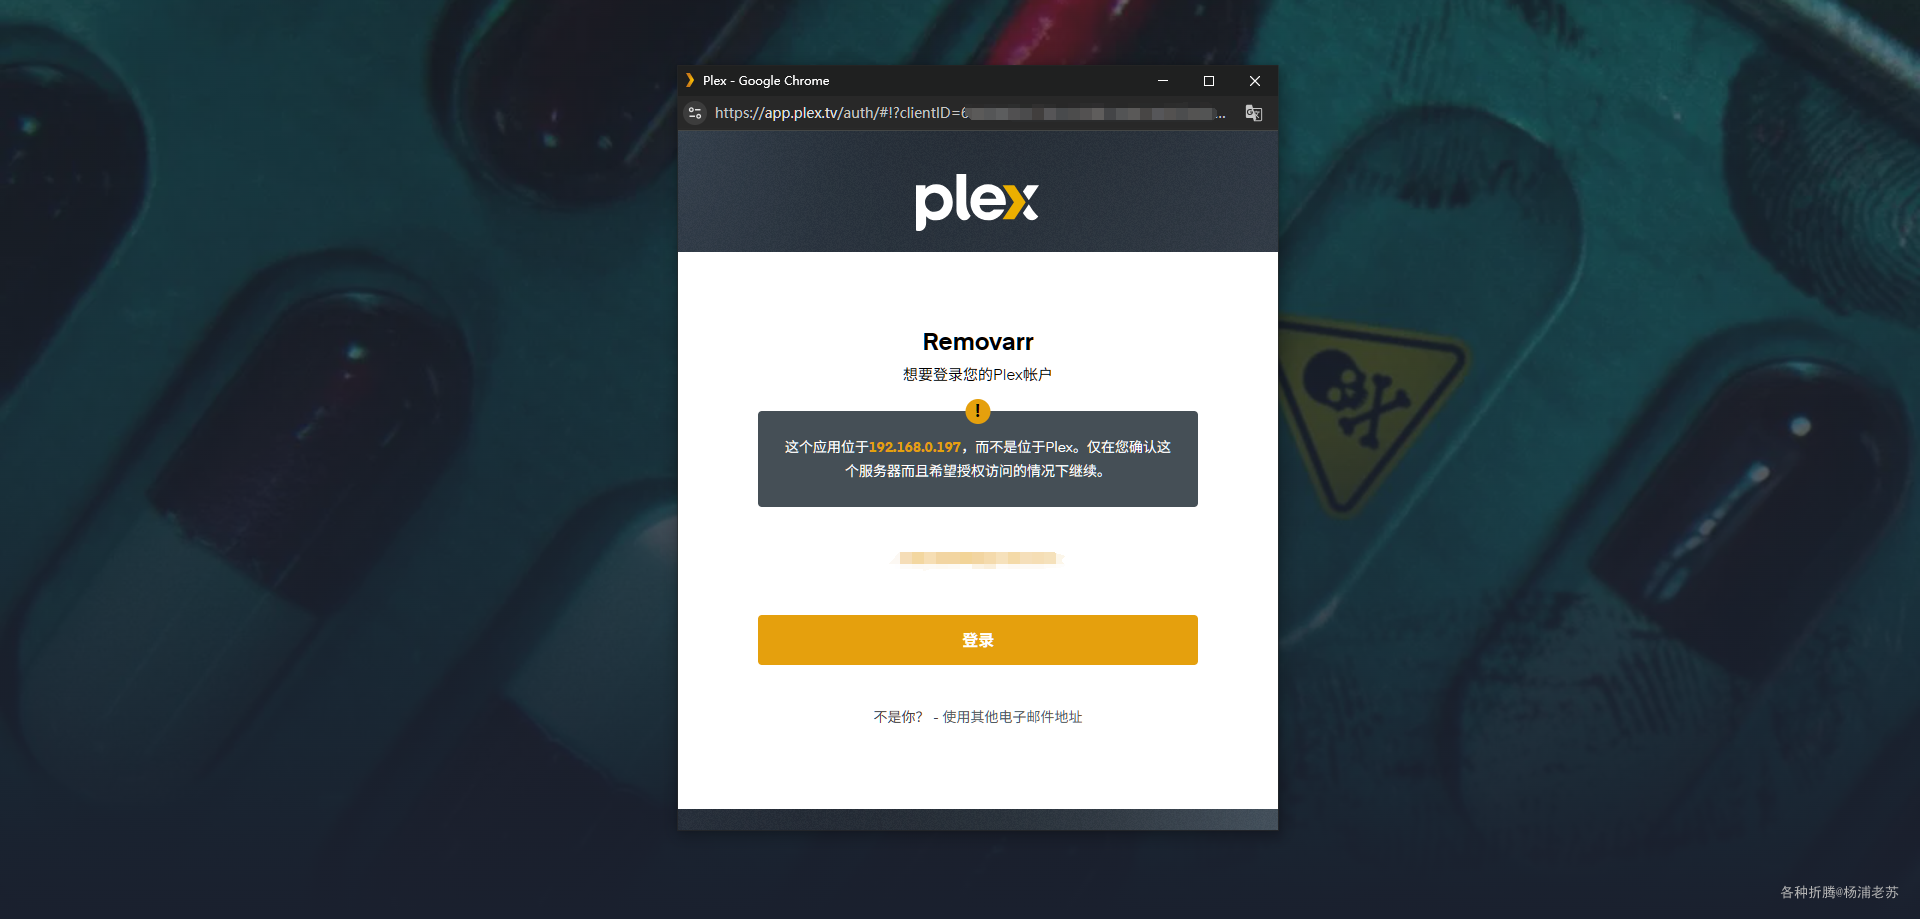 Plex - Google Chrome
https://app.plex.tv/auth/#!?clientID=6
plex
Removarr
想要登录您的Plex帐户
!
这个应用位于192.168.0.197，而不是位于Plex。仅在您确认这
个服务器而且希望授权访问的情况下继续。
登录
不是你？ - 使用其他电子邮件地址
各种折腾@杨浦老苏